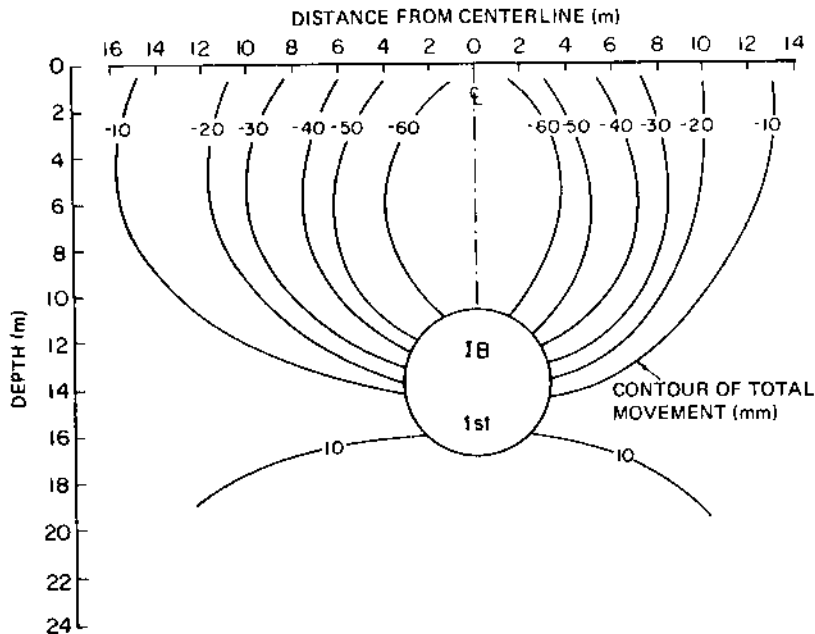 DISTANCE FROM CENTERLINE (m)
16 14 12 10 8 6 4 2 0 2 4 6 8 10 12 14
0
2
4
6
8
10
12
14
16
18
20
22
24
DEPTH (m)
℄
-10 -20 -30 -40 -50 -60 -60 -50 -40 -30 -20 -10
IB
1st
CONTOUR OF TOTAL
MOVEMENT (mm)
10 10